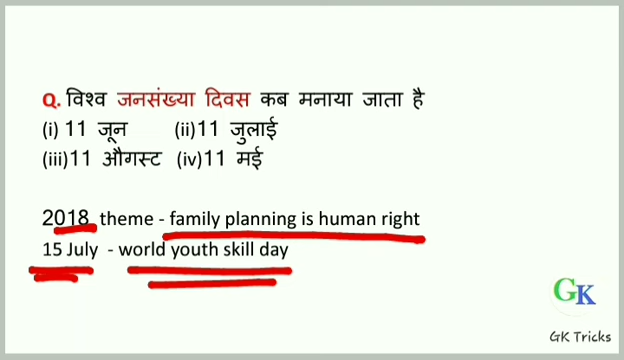 Q. विश्व जनसंख्या दिवस कब मनाया जाता है
(i) 11 जून (ii)11 जुलाई
(iii)11 औगस्ट (iv)11 मई
2018 theme - family planning is human right
15 July - world youth skill day
GK
GK Tricks